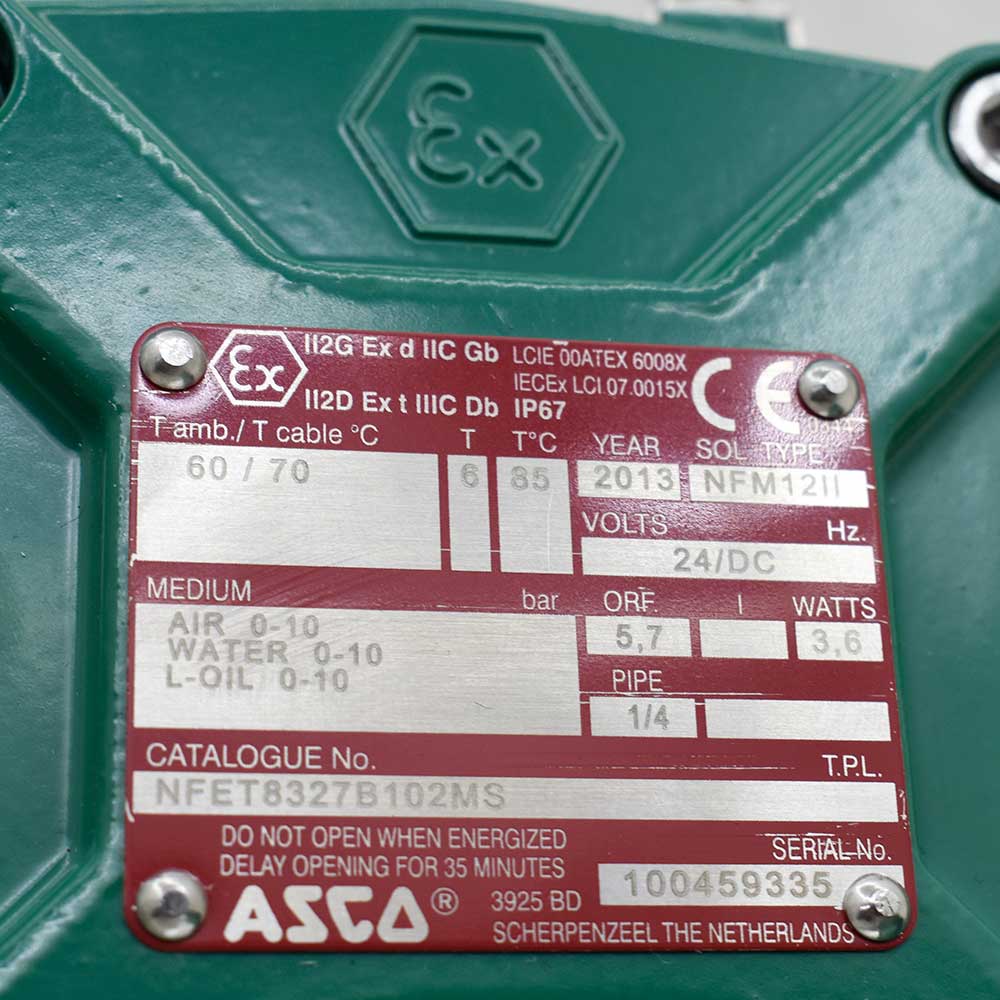 Ex
Ex
II2G Ex d IIC Gb LCIE 00ATEX 6008X
IECEx LCI 07.0015X
II2D Ex t IIIC Db IP67
CE
T amb./ T cable °C T T°C YEAR SOL TYPE
60 / 70 6 85 2013 NFM12II
VOLTS Hz.
24/DC
MEDIUM bar ORF. I WATTS
AIR 0-10 5,7 3,6
WATER 0-10
L-OIL 0-10 PIPE
1/4
CATALOGUE No. T.P.L.
NFET8327B102MS
DO NOT OPEN WHEN ENERGIZED SERIAL No.
DELAY OPENING FOR 35 MINUTES 100459335
ASCO® 3925 BD
SCHERPENZEEL THE NETHERLANDS